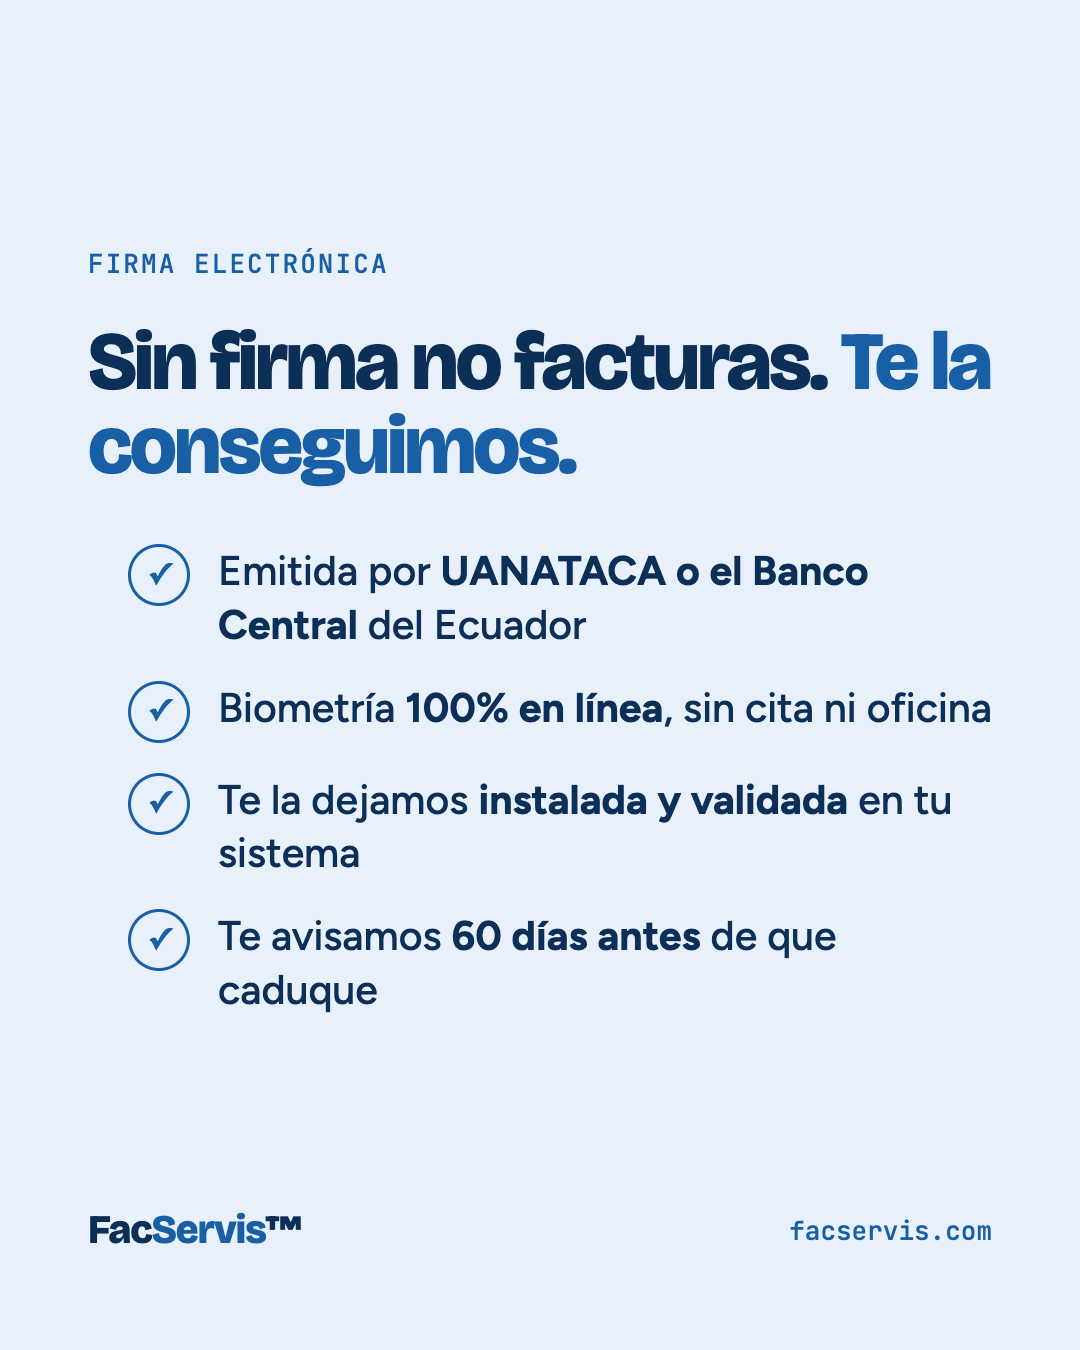 FIRMA ELECTRÓNICA
Sin firma no facturas. Te la
conseguimos.
✓ Emitida por UANATACA o el Banco
Central del Ecuador
✓ Biometría 100% en línea, sin cita ni oficina
✓ Te la dejamos instalada y validada en tu
sistema
✓ Te avisamos 60 días antes de que
caduque
FacServis™
facservis.com